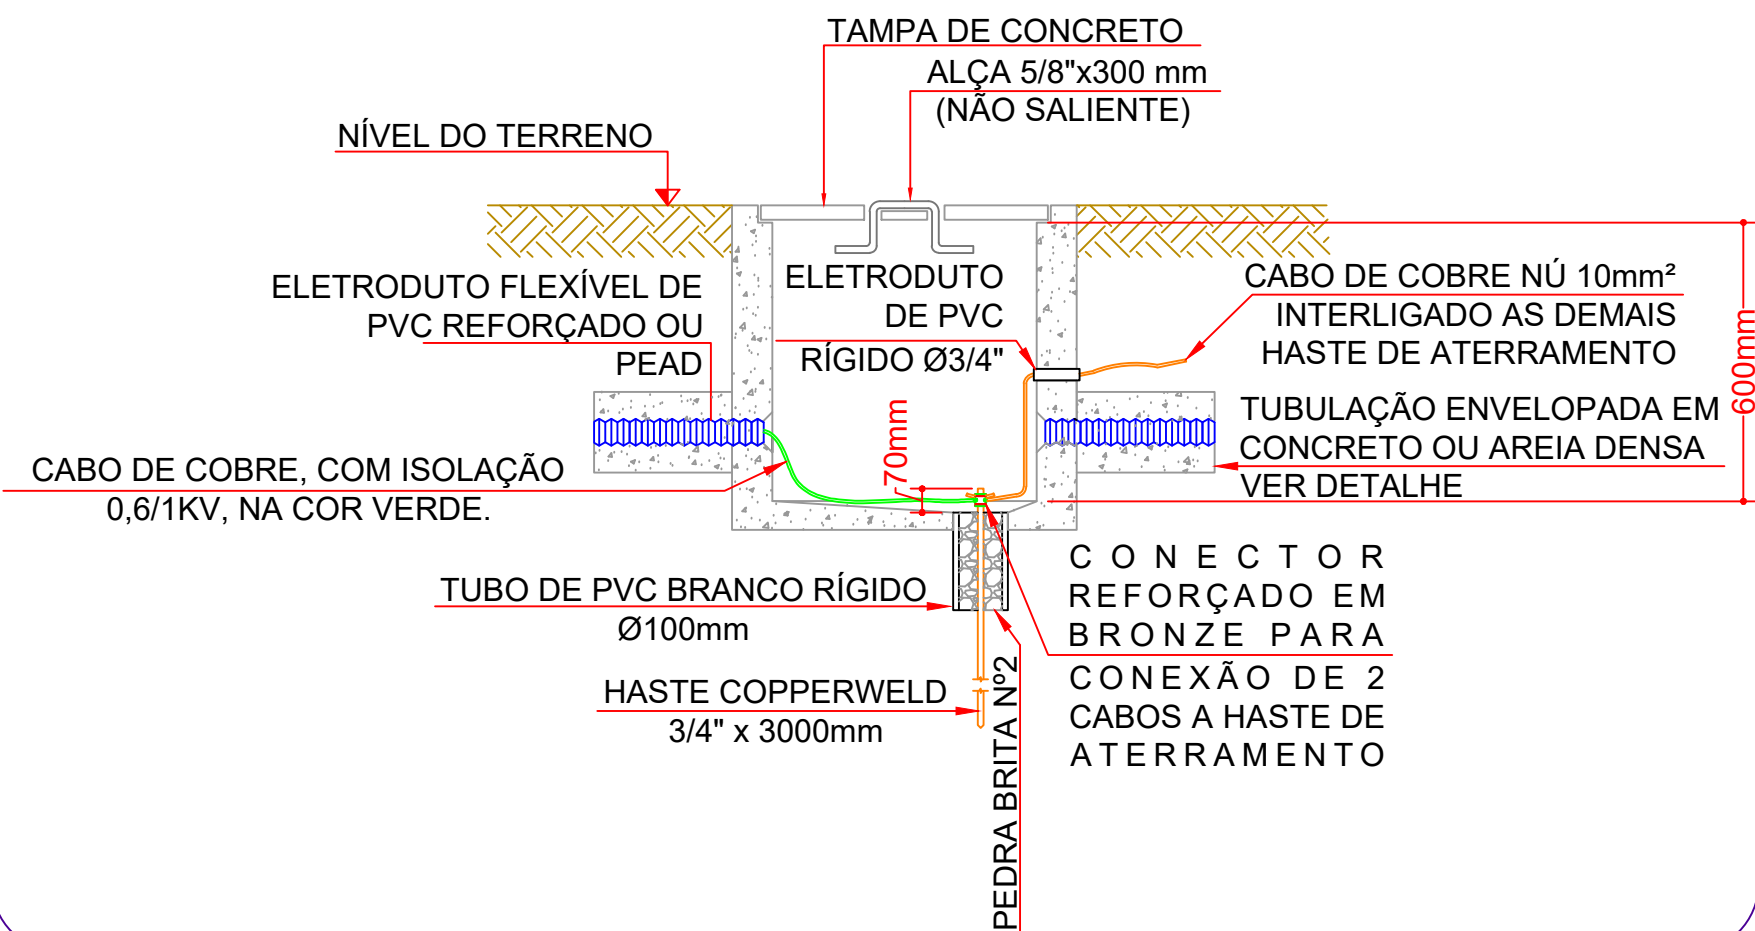 TAMPA DE CONCRETO
ALÇA 5/8"x300 mm
(NÃO SALIENTE)
NÍVEL DO TERRENO
ELETRODUTO FLEXÍVEL DE
PVC REFORÇADO OU
PEAD
ELETRODUTO
DE PVC
RÍGIDO Ø3/4"
CABO DE COBRE NÚ 10mm²
INTERLIGADO AS DEMAIS
HASTE DE ATERRAMENTO
600mm
TUBULAÇÃO ENVELOPADA EM
CONCRETO OU AREIA DENSA
VER DETALHE
70mm
CABO DE COBRE, COM ISOLAÇÃO
0,6/1KV, NA COR VERDE.
TUBO DE PVC BRANCO RÍGIDO
Ø100mm
HASTE COPPERWELD
3/4" x 3000mm
PEDRA BRITA Nº2
CONECTOR
REFORÇADO EM
BRONZE PARA
CONEXÃO DE 2
CABOS A HASTE DE
ATERRAMENTO